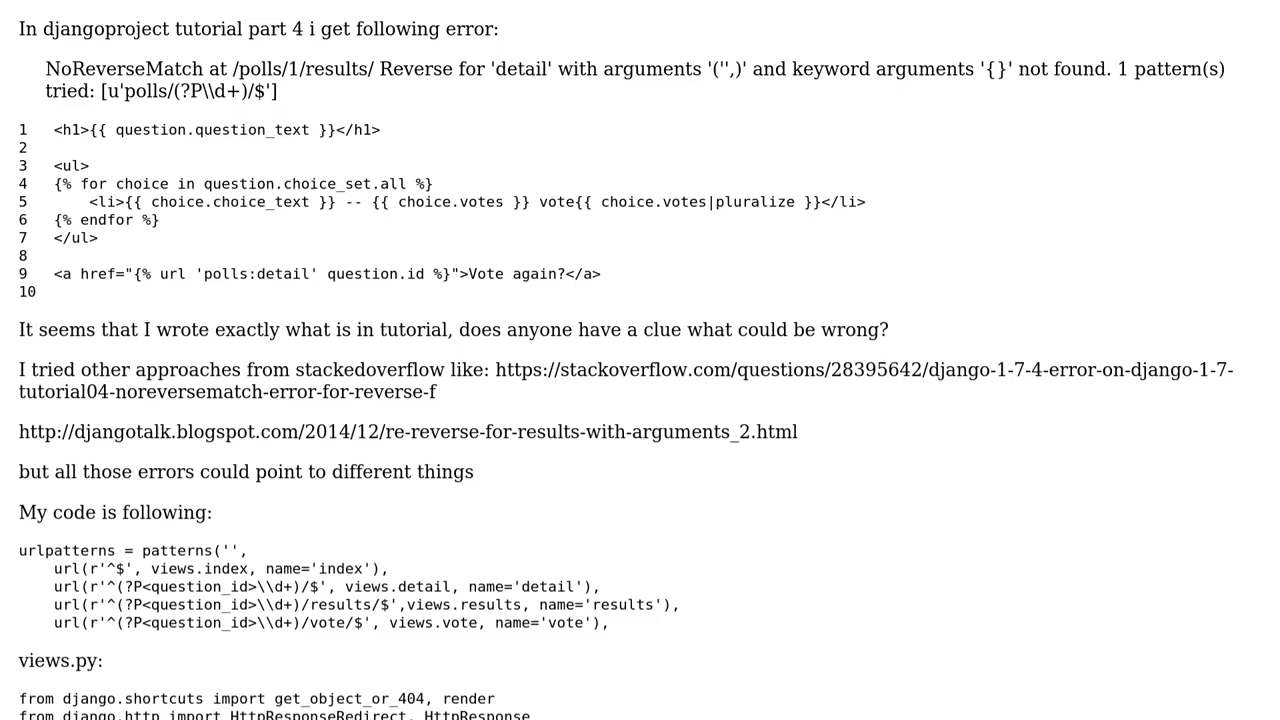 In djangoproject tutorial part 4 i get following error:
NoReverseMatch at /polls/1/results/ Reverse for 'detail' with arguments '('',)' and keyword arguments '{}' not found. 1 pattern(s)
tried: [u'polls/(?P\\d+)/$']
1 <h1>{{ question.question_text }}</h1>
2
3 <ul>
4 {% for choice in question.choice_set.all %}
5     <li>{{ choice.choice_text }} -- {{ choice.votes }} vote{{ choice.votes|pluralize }}</li>
6 {% endfor %}
7 </ul>
8
9 <a href="{% url 'polls:detail' question.id %}">Vote again?</a>
10
It seems that I wrote exactly what is in tutorial, does anyone have a clue what could be wrong?
I tried other approaches from stackedoverflow like: https://stackoverflow.com/questions/28395642/django-1-7-4-error-on-django-1-7-
tutorial04-noreversematch-error-for-reverse-f
http://djangotalk.blogspot.com/2014/12/re-reverse-for-results-with-arguments_2.html
but all those errors could point to different things
My code is following:
urlpatterns = patterns('',
    url(r'^$', views.index, name='index'),
    url(r'^(?P<question_id>\\d+)/$', views.detail, name='detail'),
    url(r'^(?P<question_id>\\d+)/results/$',views.results, name='results'),
    url(r'^(?P<question_id>\\d+)/vote/$', views.vote, name='vote'),
views.py:
from django.shortcuts import get_object_or_404, render
from django.http import HttpResponseRedirect, HttpResponse